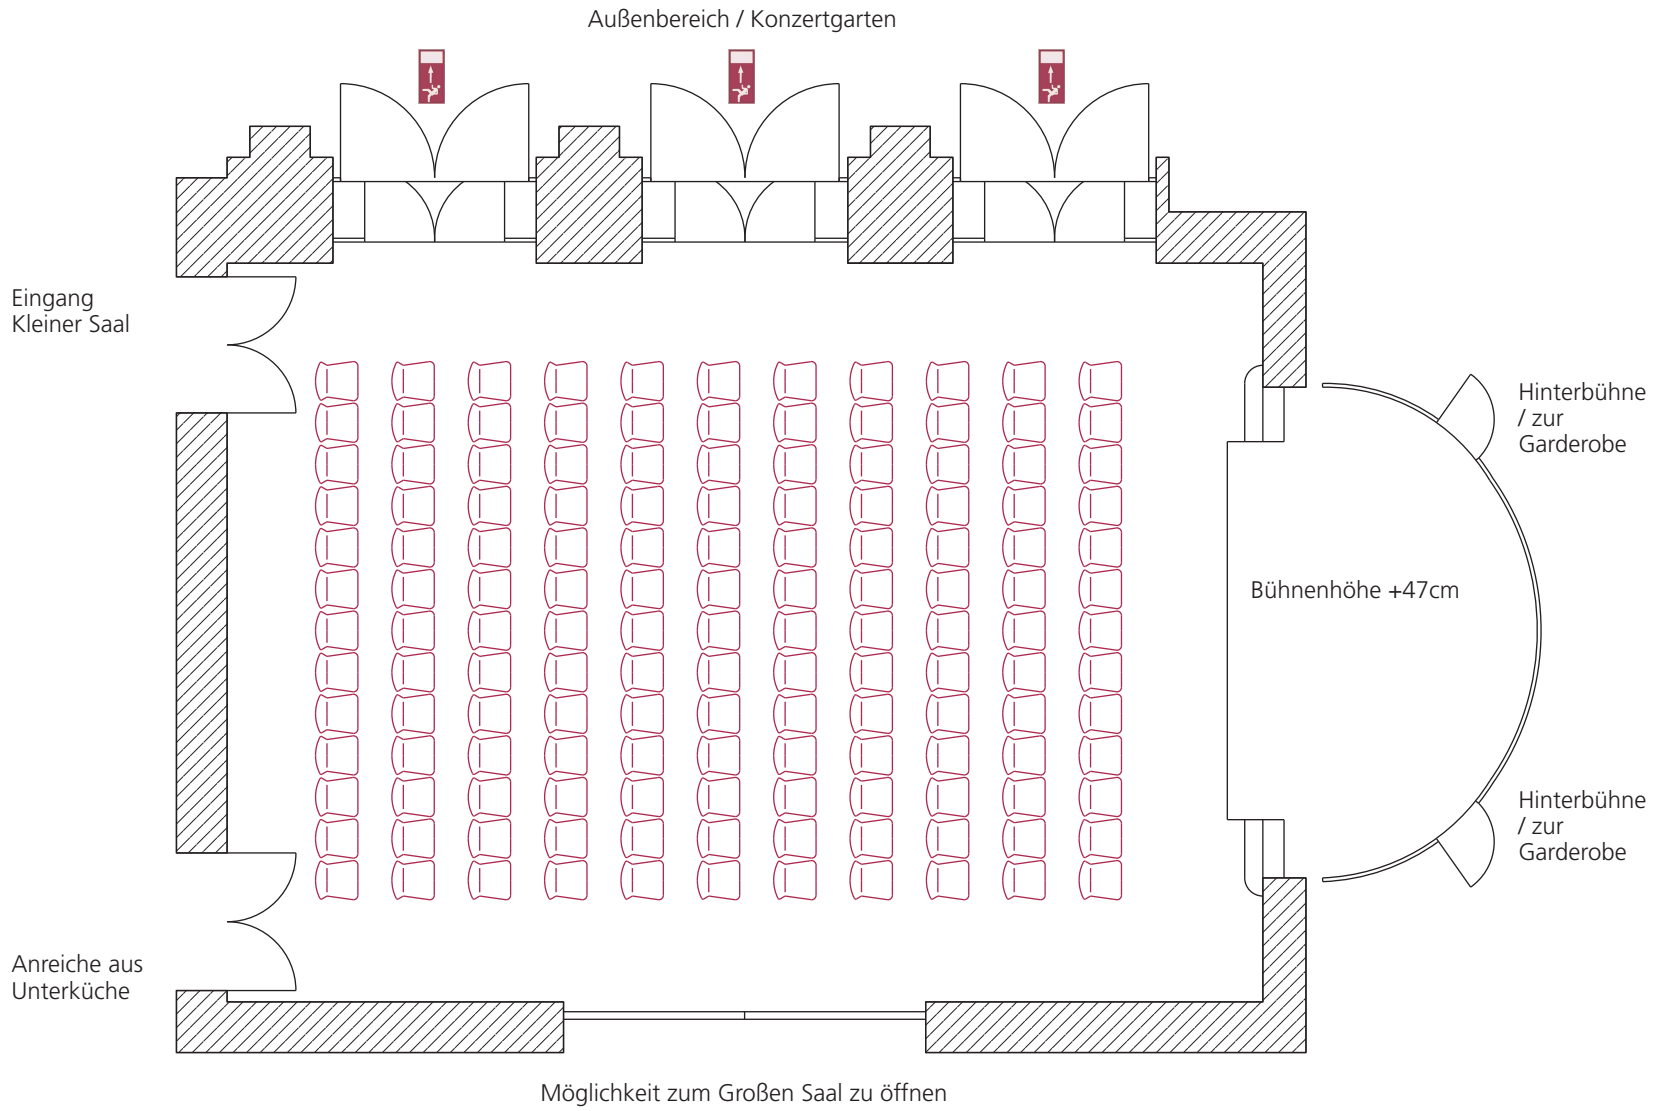 Außenbereich / Konzertgarten
Eingang
Kleiner Saal
Hinterbühne
/ zur
Garderobe
Bühnenhöhe +47cm
Hinterbühne
/ zur
Garderobe
Anreiche aus
Unterküche
Möglichkeit zum Großen Saal zu öffnen